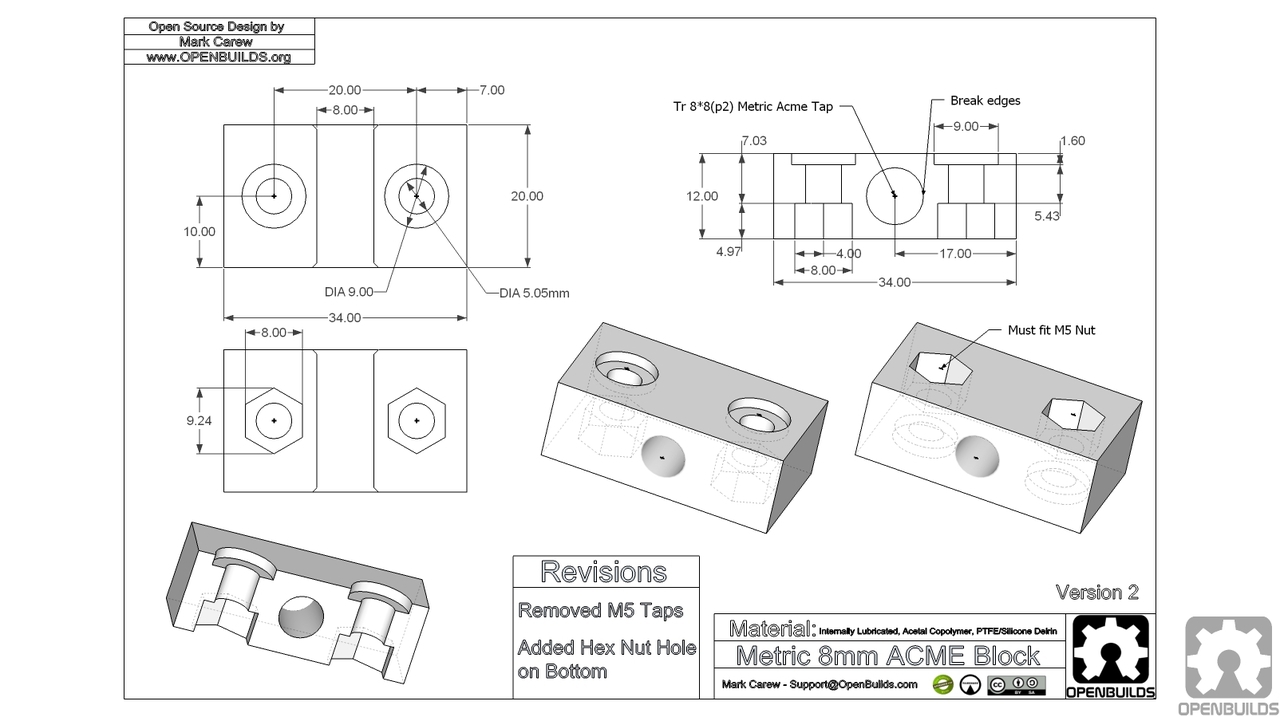 Open Source Design by
Mark Carew
www.OPENBUILDS.org
20.00
7.00
8.00
10.00
20.00
DIA 9.00
DIA 5.05mm
34.00
Tr 8*8(p2) Metric Acme Tap
Break edges
7.03
9.00
1.60
12.00
5.43
4.97
4.00
17.00
8.00
34.00
8.00
9.24
Must fit M5 Nut
Revisions
Removed M5 Taps
Added Hex Nut Hole
on Bottom
Version 2
Material: Internally Lubricated, Acetal Copolymer, PTFE/Silicone Delrin
Metric 8mm ACME Block
Mark Carew - Support@OpenBuilds.com
cc
BY SA
OPENBUILDS
OPENBUILDS